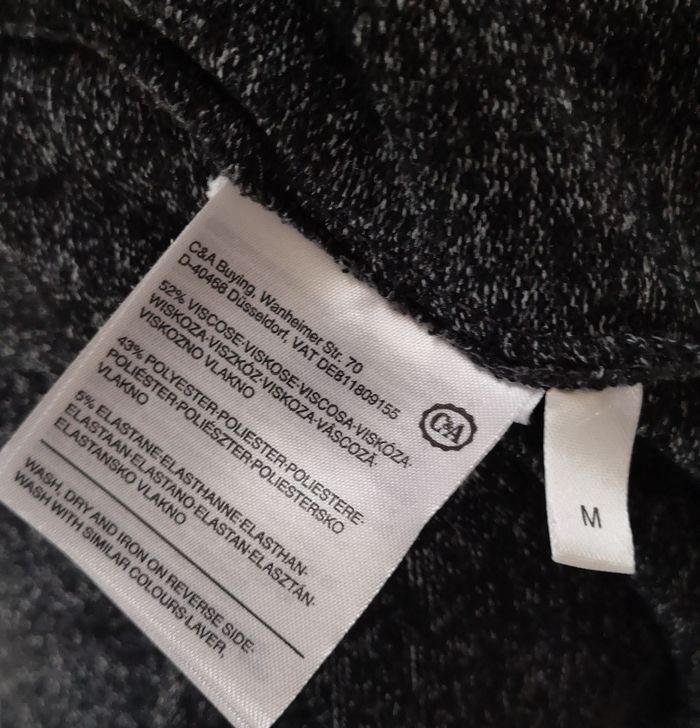 C&A Buying, Wanheimer Str. 70
D-40468 Düsseldorf, VAT DE811809155
52% VISCOSE·VISKOSE·VISCOSA·VISKÓZA·
WISKOZA·VISZKÓZ·VISKOZA·VÂSCOZĂ·
VISKOZNO VLAKNO
43% POLYESTER·POLIESTER·POLIESTERE·
POLIÉSTER·POLIÉSZTER·POLIESTERSKO
VLAKNO
5% ELASTANE·ELASTHANNE·ELASTHAN·
ELASTAAN·ELASTANO·ELASTAN·ELASZTÁN·
ELASTANSKO VLAKNO
WASH, DRY AND IRON ON REVERSE SIDE·
WASH WITH SIMILAR COLOURS·LAVER,
C&A
M